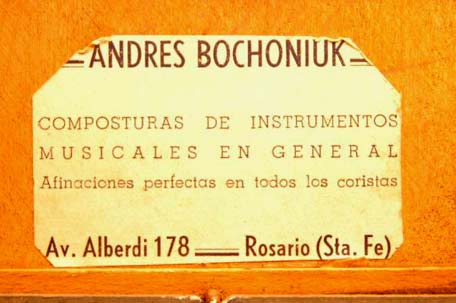 ANDRES BOCHONIUK
COMPOSTURAS DE INSTRUMENTOS
MUSICALES EN GENERAL
Afinaciones perfectas en todos los coristas
Av. Alberdi 178 — Rosario (Sta. Fe)